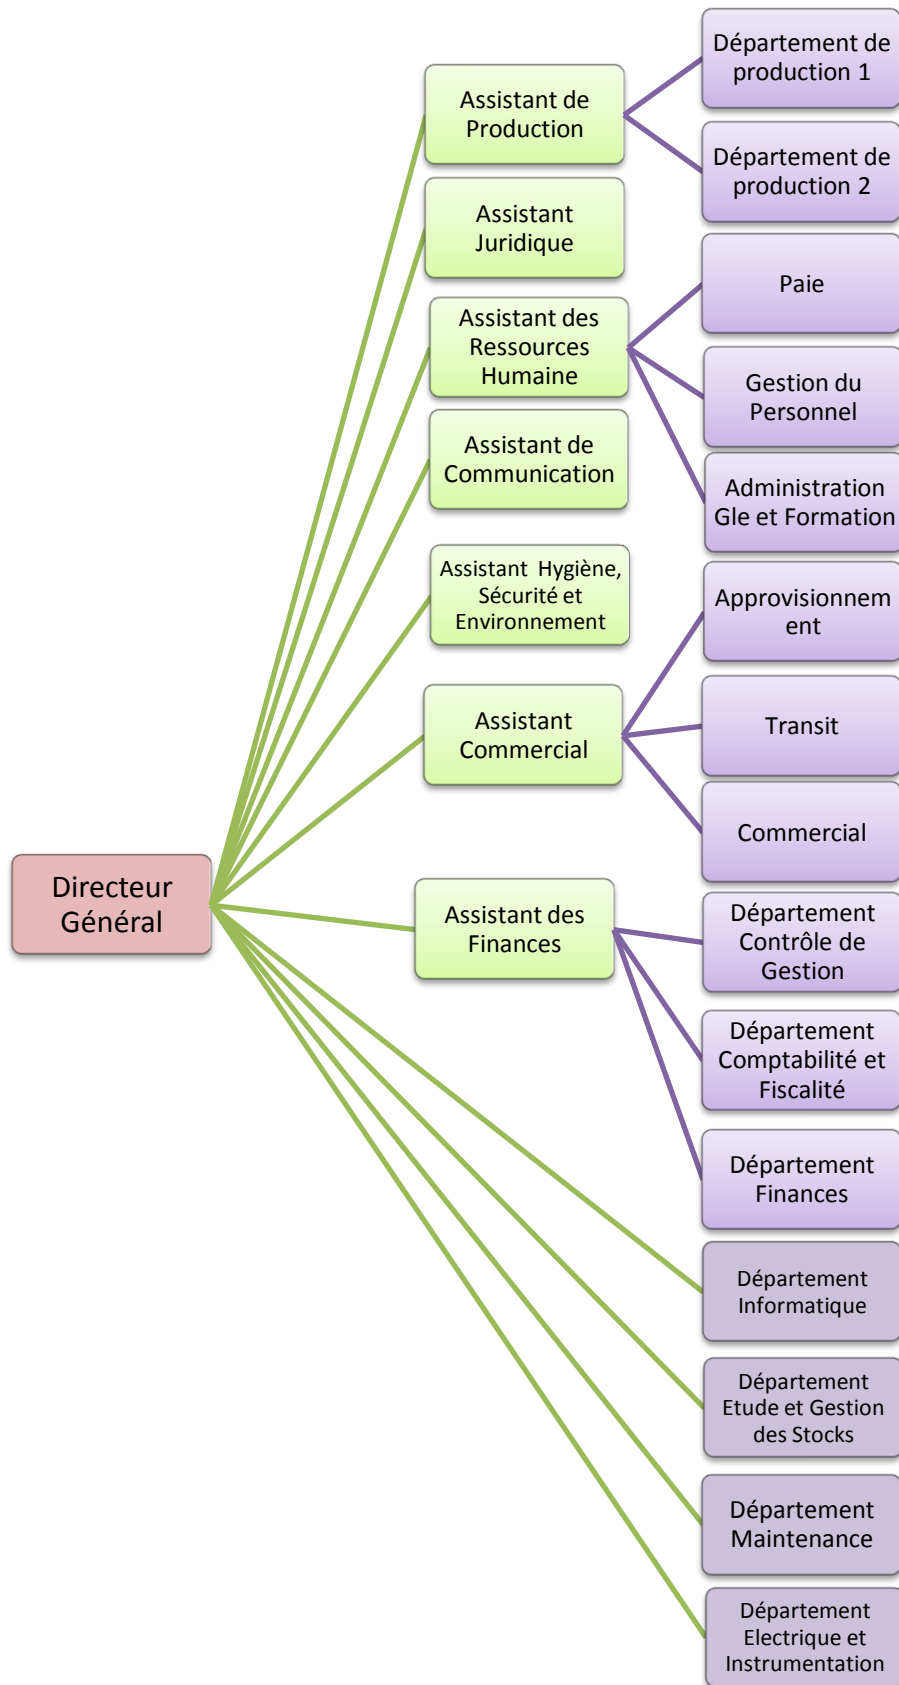 Directeur
Général
Assistant de
Production
Département de
production 1
Département de
production 2
Assistant
Juridique
Assistant des
Ressources
Humaine
Paie
Gestion du
Personnel
Administration
Gle et Formation
Assistant de
Communication
Assistant Hygiène,
Sécurité et
Environnement
Assistant
Commercial
Approvisionnem
ent
Transit
Commercial
Assistant des
Finances
Département
Contrôle de
Gestion
Département
Comptabilité et
Fiscalité
Département
Finances
Département
Informatique
Département
Etude et Gestion
des Stocks
Département
Maintenance
Département
Electrique et
Instrumentation